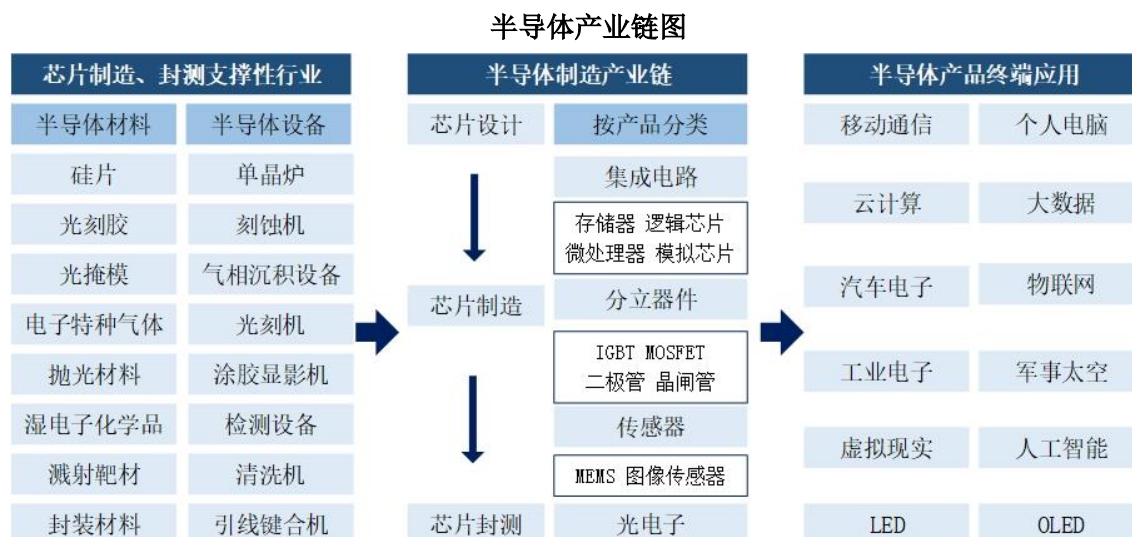 半导体产业链图
芯片制造、封测支撑性行业
半导体材料 半导体设备
硅片 单晶炉
光刻胶 刻蚀机
光掩模 气相沉积设备
电子特种气体 光刻机
抛光材料 涂胶显影机
湿电子化学品 检测设备
溅射靶材 清洗机
封装材料 引线键合机
半导体制造产业链
芯片设计
芯片制造
芯片封测
按产品分类
集成电路
存储器 逻辑芯片
微处理器 模拟芯片
分立器件
IGBT MOSFET
二极管 晶闸管
传感器
MEMS 图像传感器
光电子
半导体产品终端应用
移动通信 个人电脑
云计算 大数据
汽车电子 物联网
工业电子 军事太空
虚拟现实 人工智能
LED OLED